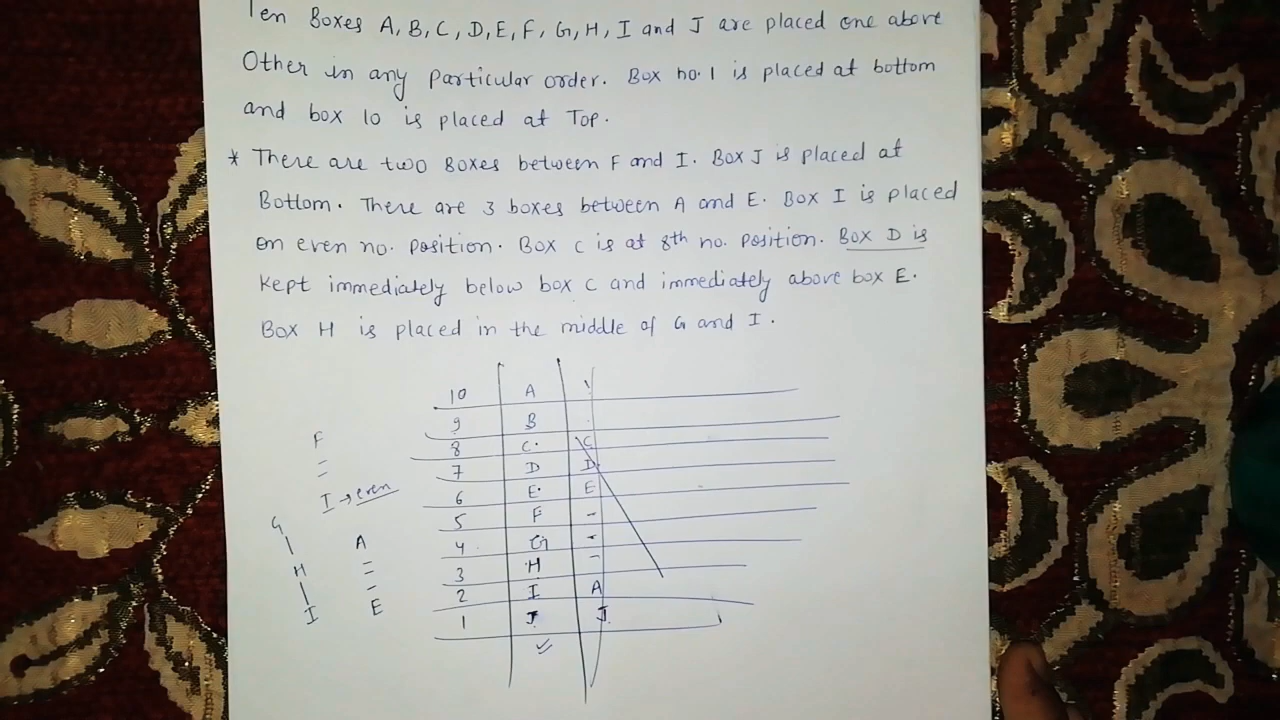 Ten Boxes A, B, C, D, E, F, G, H, I and J are placed one above
Other in any particular order. Box no. 1 is placed at bottom
and box 10 is placed at Top.
* There are two Boxes between F and I. Box J is placed at
Bottom. There are 3 boxes between A and E. Box I is placed
on even no. position. Box C is at 8th no. position. Box D is
kept immediately below box C and immediately above box E.
Box H is placed in the middle of G and I.
10 A
9 B
8 C C
7 D D
6 E E
5 F -
4 G -
3 H -
2 I A
1 J J
F
I → even
G
H
I
A
E